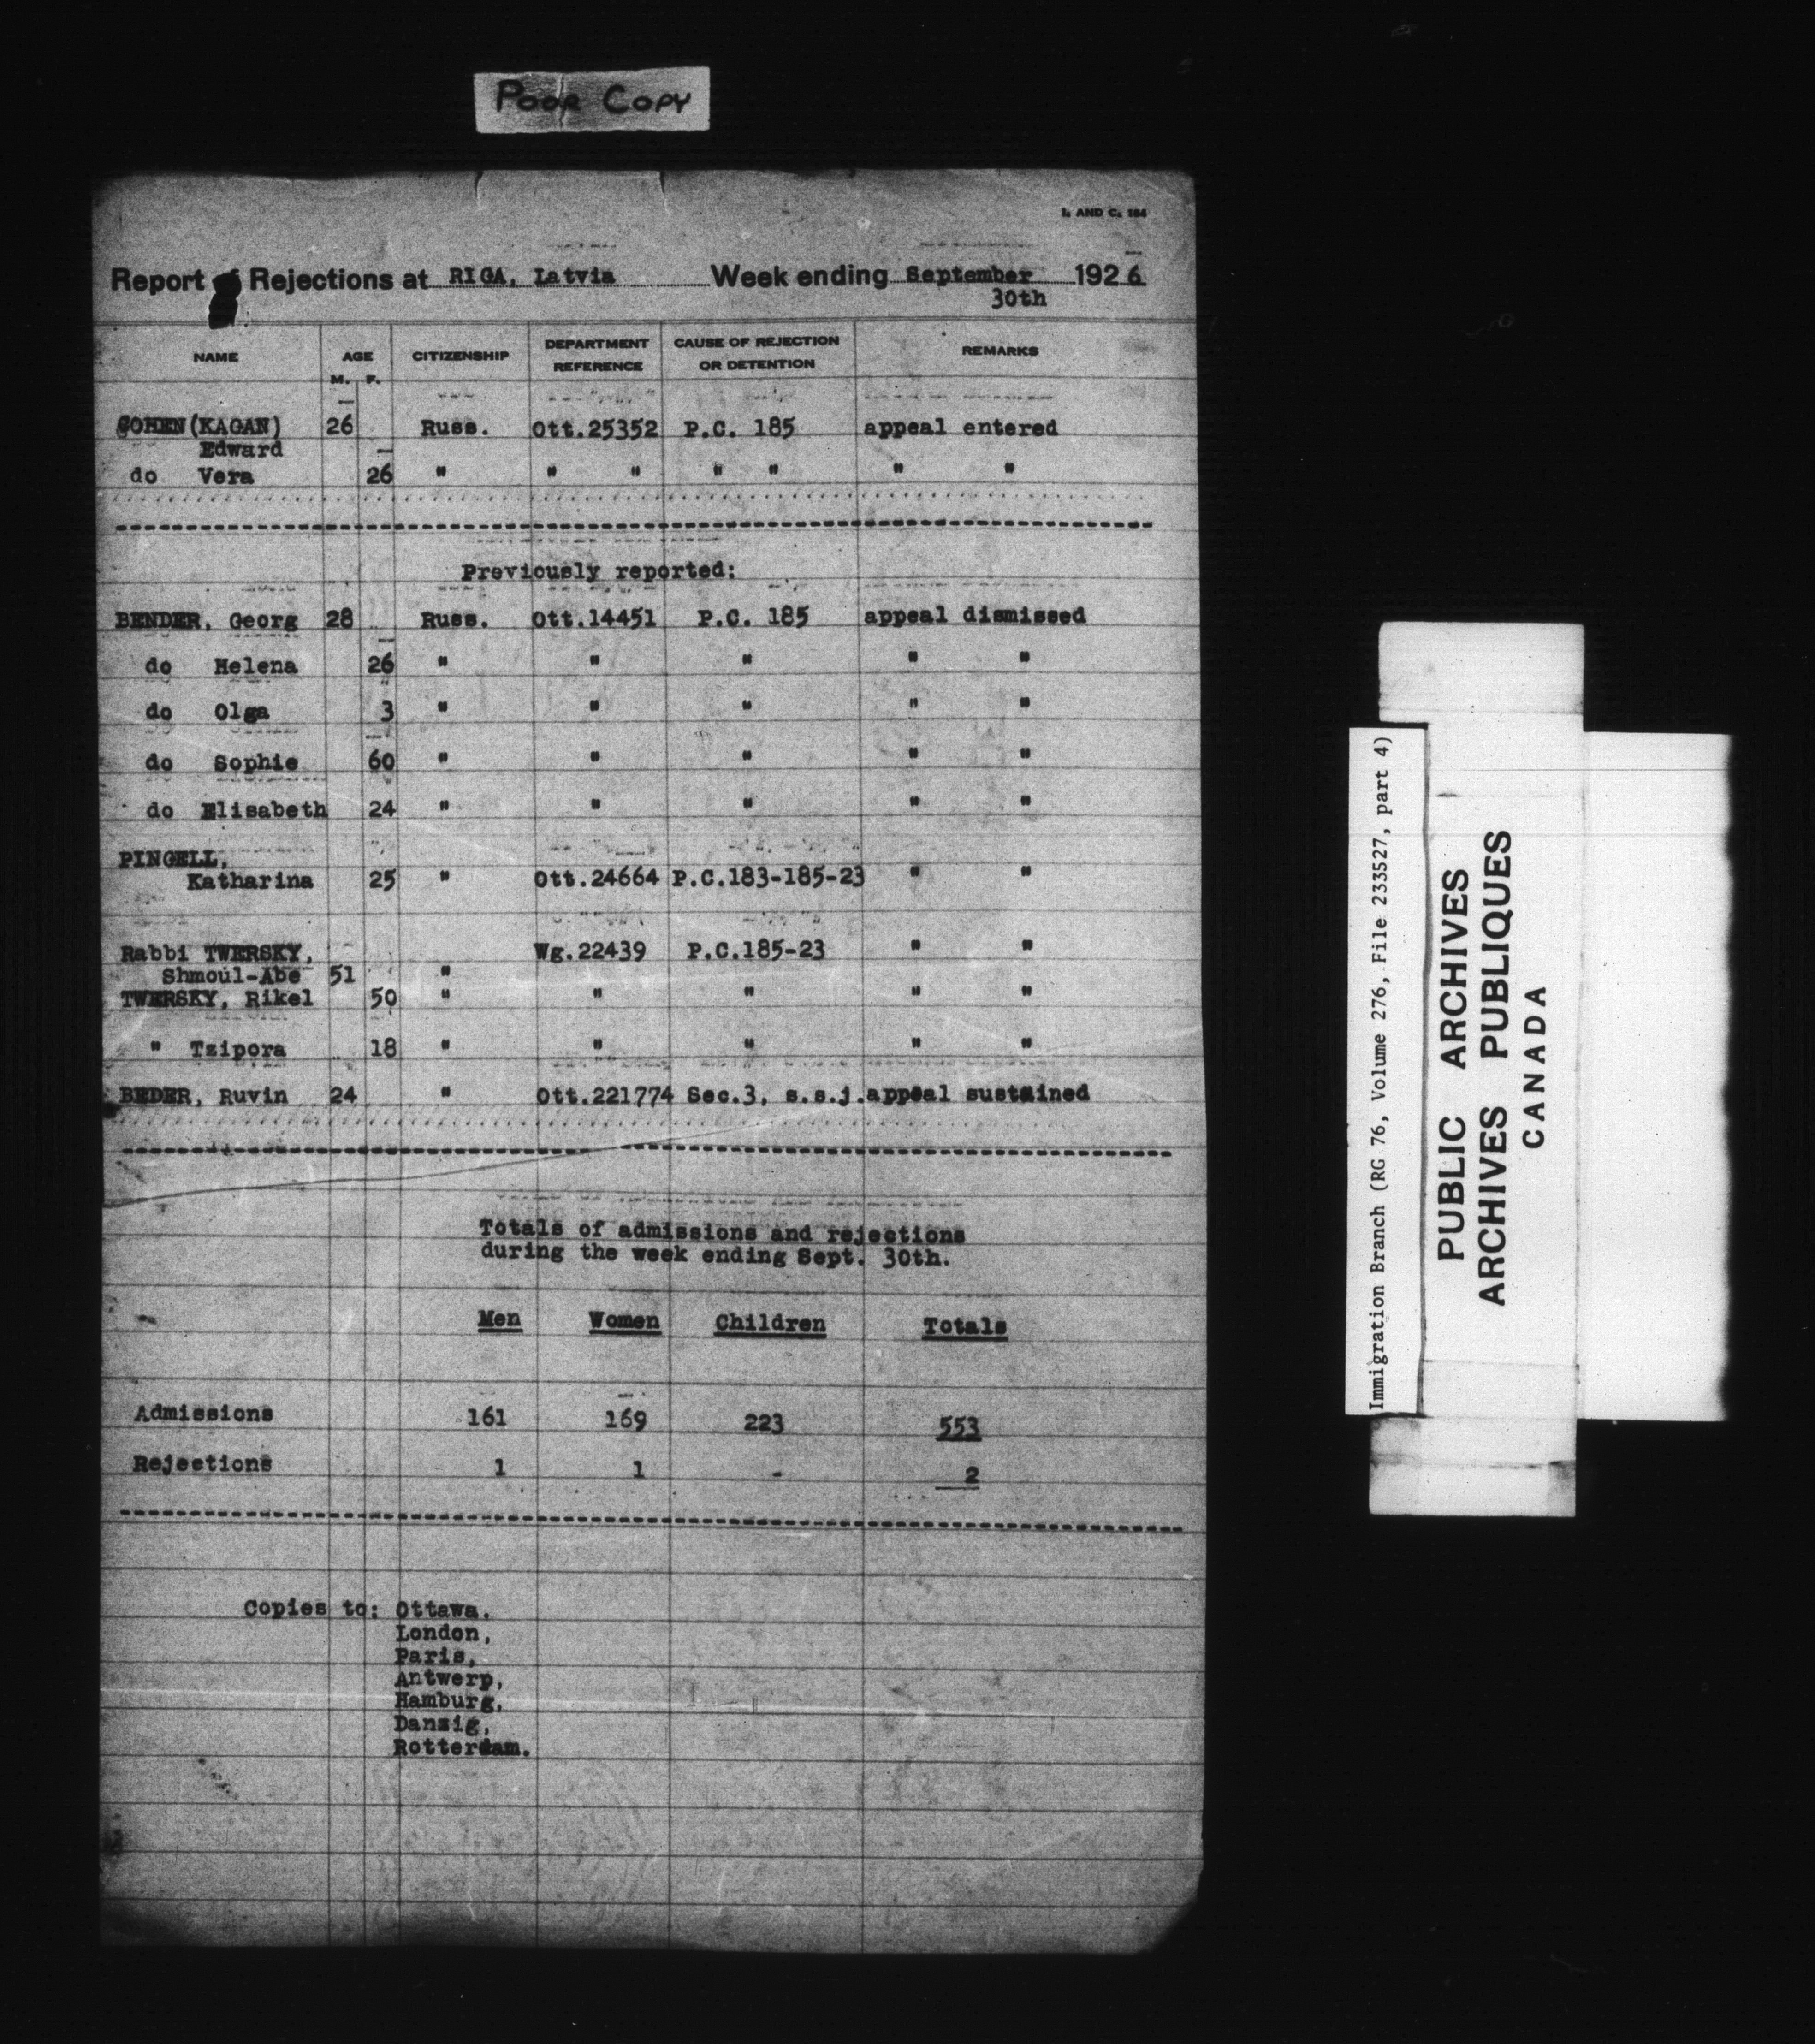 POOR COPY
I. AND C. 184
Report of Rejections at RIGA, Latvia Week ending September 30th 1926
NAME AGE M. F. CITIZENSHIP DEPARTMENT REFERENCE CAUSE OF REJECTION OR DETENTION REMARKS
COHEN(KAGAN) 26 Russ. Ott.25352 P.C. 185 appeal entered
Edward
do Vera 26 " " " " " " "
Previously reported:
BENDER, Georg 28 Russ. Ott.14451 P.C. 185 appeal dismissed
do Helena 26 " " " " "
do Olga 3 " " " " "
do Sophie 60 " " " " "
do Elisabeth 24 " " " " "
PINGELL,
Katharina 25 " Ott.24664 P.C.183-185-23 " "
Rabbi TWERSKY, Wg.22439 P.C.185-23 " "
Shmoul-Abe 51 "
TWERSKY, Rikel 50 " " " " "
" Tzipora 18 " " " " "
BEDER, Ruvin 24 " Ott.221774 Sec.3, s.s.j. appeal sustained
Totals of admissions and rejections
during the week ending Sept. 30th.
Men Women Children Totals
Admissions 161 169 223 553
Rejections 1 1 - 2
Copies to: Ottawa.
London,
Paris,
Antwerp,
Hamburg,
Danzig,
Rotterdam.
Immigration Branch (RG 76, Volume 276, File 233527, part 4)
PUBLIC ARCHIVES
ARCHIVES PUBLIQUES
CANADA